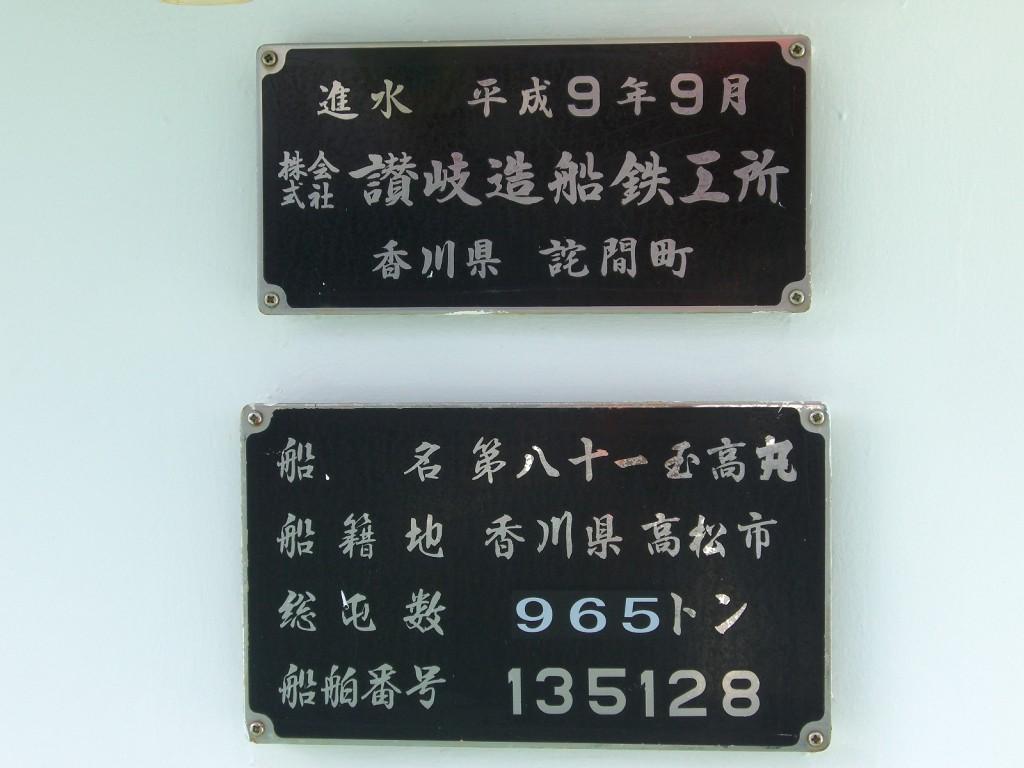 進水 平成9年9月
株式会社 讃岐造船鉄工所
香川県 詫間町
船名 第八十一玉高丸
船籍地 香川県高松市
総屯数 965トン
船舶番号 135128